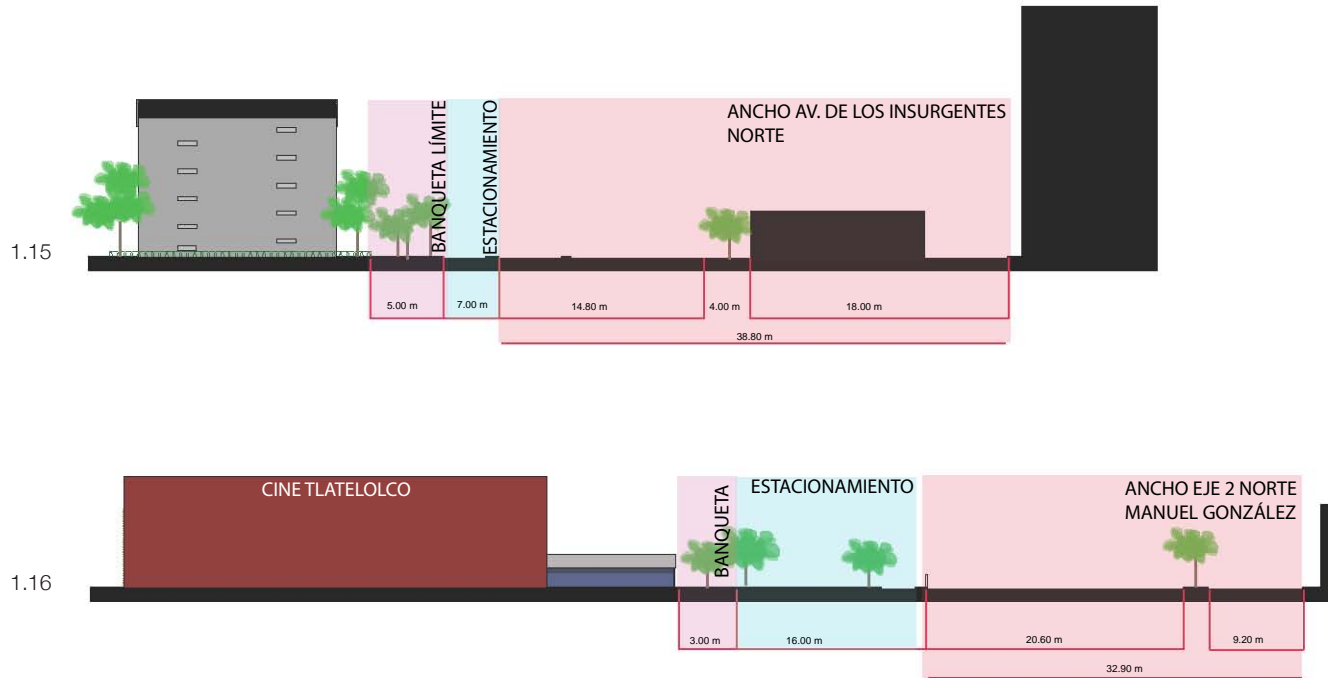 BANQUETA LÍMITE
ESTACIONAMIENTO
ANCHO AV. DE LOS INSURGENTES
NORTE
1.15
5.00 m
7.00 m
14.80 m
4.00 m
18.00 m
38.80 m
CINE TLATELOLCO
BANQUETA
ESTACIONAMIENTO
ANCHO EJE 2 NORTE
MANUEL GONZÁLEZ
1.16
3.00 m
16.00 m
20.60 m
9.20 m
32.90 m